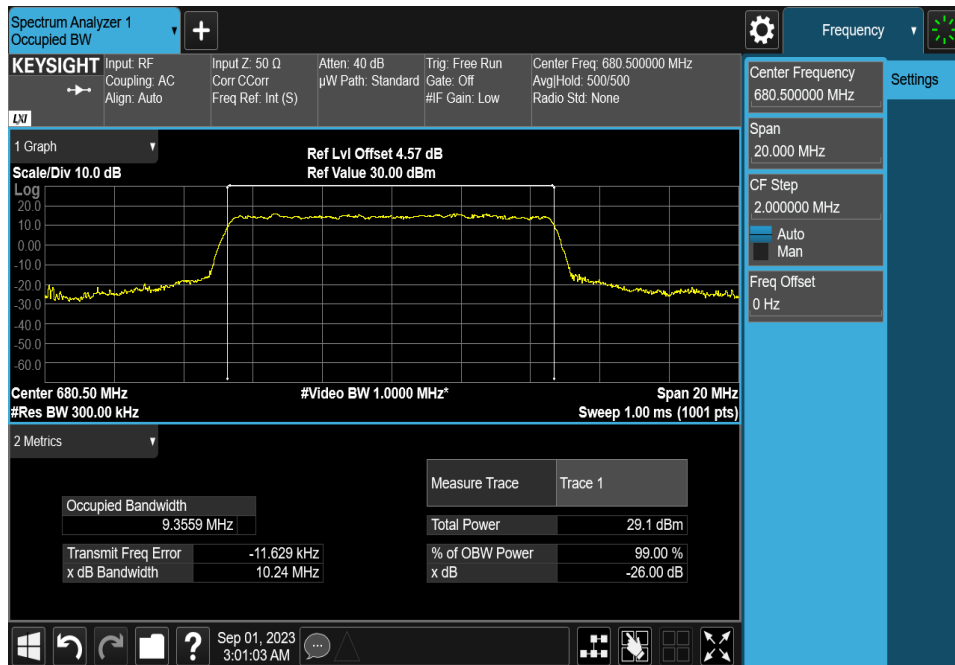 Spectrum Analyzer 1
Occupied BW
+
Frequency
KEYSIGHT
LXI
Input: RF
Coupling: AC
Align: Auto
Input Z: 50 Ω
Corr CCorr
Freq Ref: Int (S)
Atten: 40 dB
µW Path: Standard
Trig: Free Run
Gate: Off
#IF Gain: Low
Center Freq: 680.500000 MHz
Avg|Hold: 500/500
Radio Std: None
Center Frequency
680.500000 MHz
Settings
Span
20.000 MHz
CF Step
2.000000 MHz
Auto
Man
Freq Offset
0 Hz
1 Graph
Scale/Div 10.0 dB
Ref Lvl Offset 4.57 dB
Ref Value 30.00 dBm
Log
20.0
10.0
0.00
-10.0
-20.0
-30.0
-40.0
-50.0
-60.0
Center 680.50 MHz
#Video BW 1.0000 MHz*
Span 20 MHz
#Res BW 300.00 kHz
Sweep 1.00 ms (1001 pts)
2 Metrics
Measure Trace Trace 1
Occupied Bandwidth
9.3559 MHz
Total Power 29.1 dBm
Transmit Freq Error -11.629 kHz
% of OBW Power 99.00 %
x dB Bandwidth 10.24 MHz
x dB -26.00 dB
?
Sep 01, 2023
3:01:03 AM